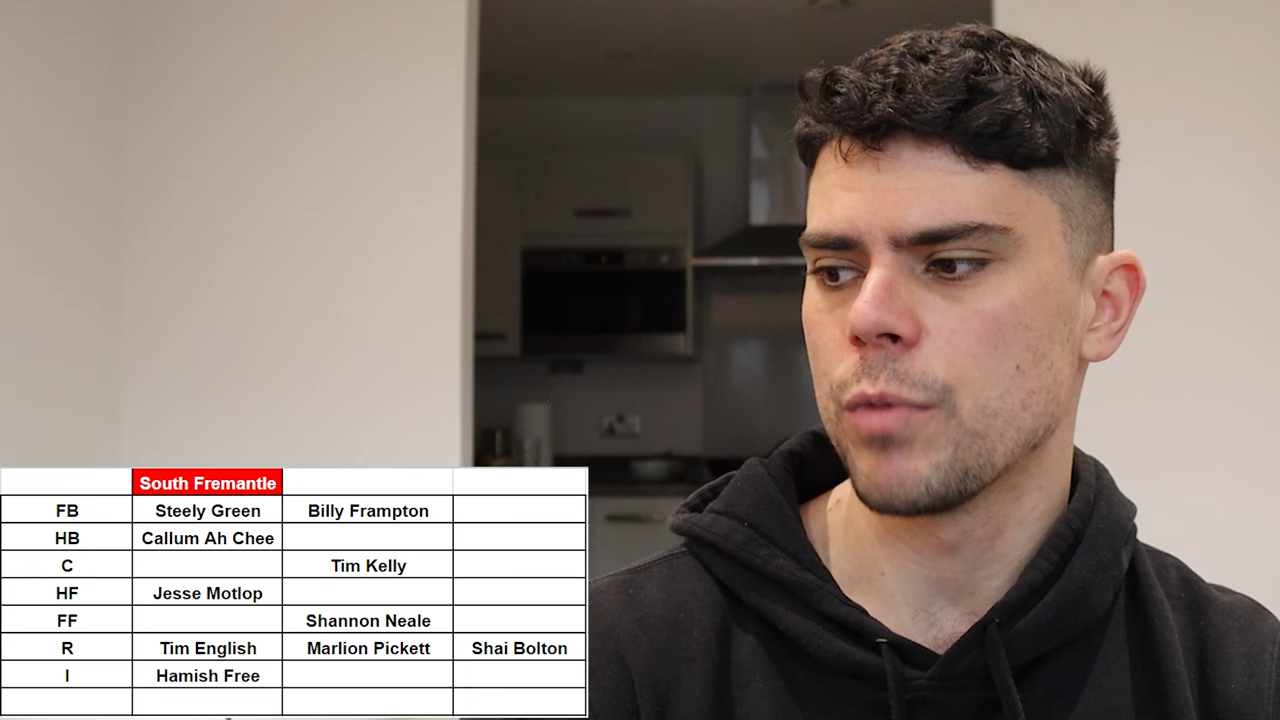 South Fremantle
FB Steely Green Billy Frampton
HB Callum Ah Chee
C Tim Kelly
HF Jesse Motlop
FF Shannon Neale
R Tim English Marlion Pickett Shai Bolton
I Hamish Free